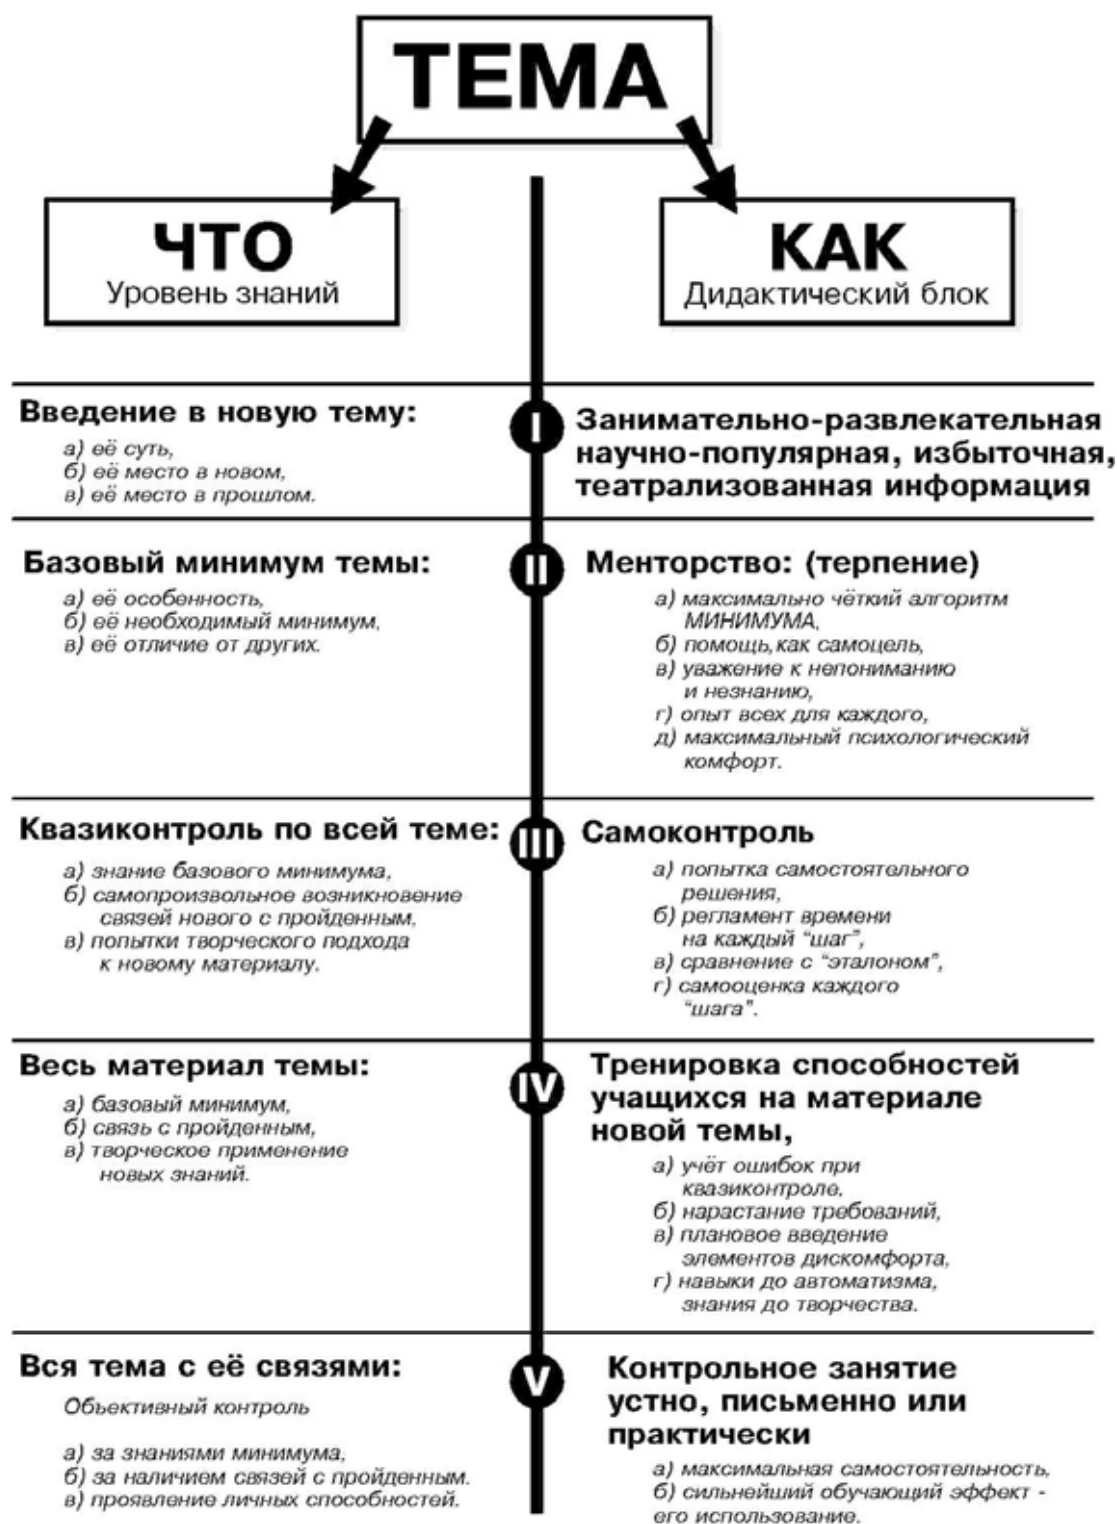 ТЕМА
ЧТО
Уровень знаний
КАК
Дидактический блок
I
Введение в новую тему:
а) её суть,
б) её место в новом,
в) её место в прошлом.
Занимательно-развлекательная
научно-популярная, избыточная,
театрализованная информация
II
Базовый минимум темы:
а) её особенность,
б) её необходимый минимум,
в) её отличие от других.
Менторство: (терпение)
а) максимально чёткий алгоритм
МИНИМУМА,
б) помощь, как самоцель,
в) уважение к непониманию
и незнанию,
г) опыт всех для каждого,
д) максимальный психологический
комфорт.
III
Квазиконтроль по всей теме:
а) знание базового минимума,
б) самопроизвольное возникновение
связей нового с пройденным,
в) попытки творческого подхода
к новому материалу.
Самоконтроль
а) попытка самостоятельного
решения,
б) регламент времени
на каждый “шаг”,
в) сравнение с “эталоном”,
г) самооценка каждого
“шага”.
IV
Весь материал темы:
а) базовый минимум,
б) связь с пройденным,
в) творческое применение
новых знаний.
Тренировка способностей
учащихся на материале
новой темы,
а) учёт ошибок при
квазиконтроле,
б) нарастание требований,
в) плановое введение
элементов дискомфорта,
г) навыки до автоматизма,
знания до творчества.
V
Вся тема с её связями:
Объективный контроль
а) за знаниями минимума,
б) за наличием связей с пройденным.
в) проявление личных способностей.
Контрольное занятие
устно, письменно или
практически
а) максимальная самостоятельность,
б) сильнейший обучающий эффект -
его использование.